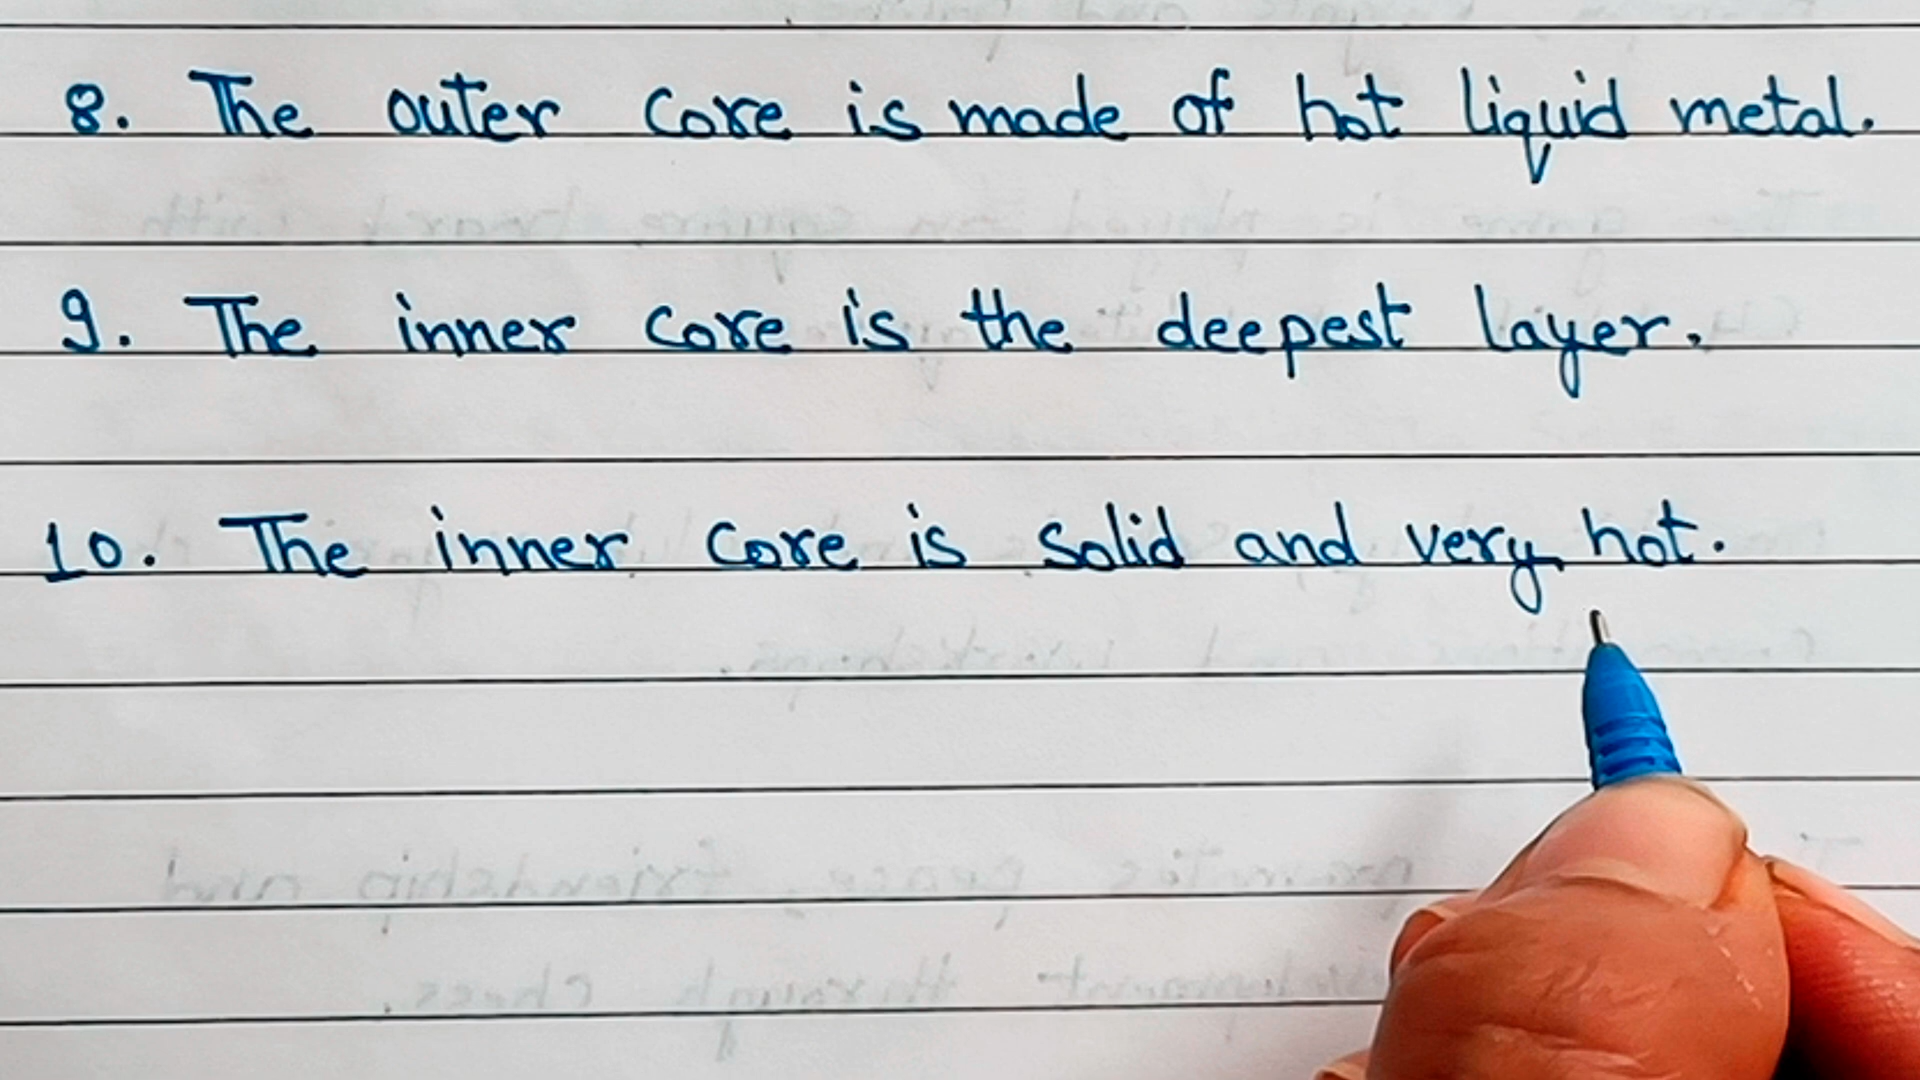 8. The outer core is made of hot liquid metal.
9. The inner core is the deepest layer.
10. The inner core is solid and very hot.